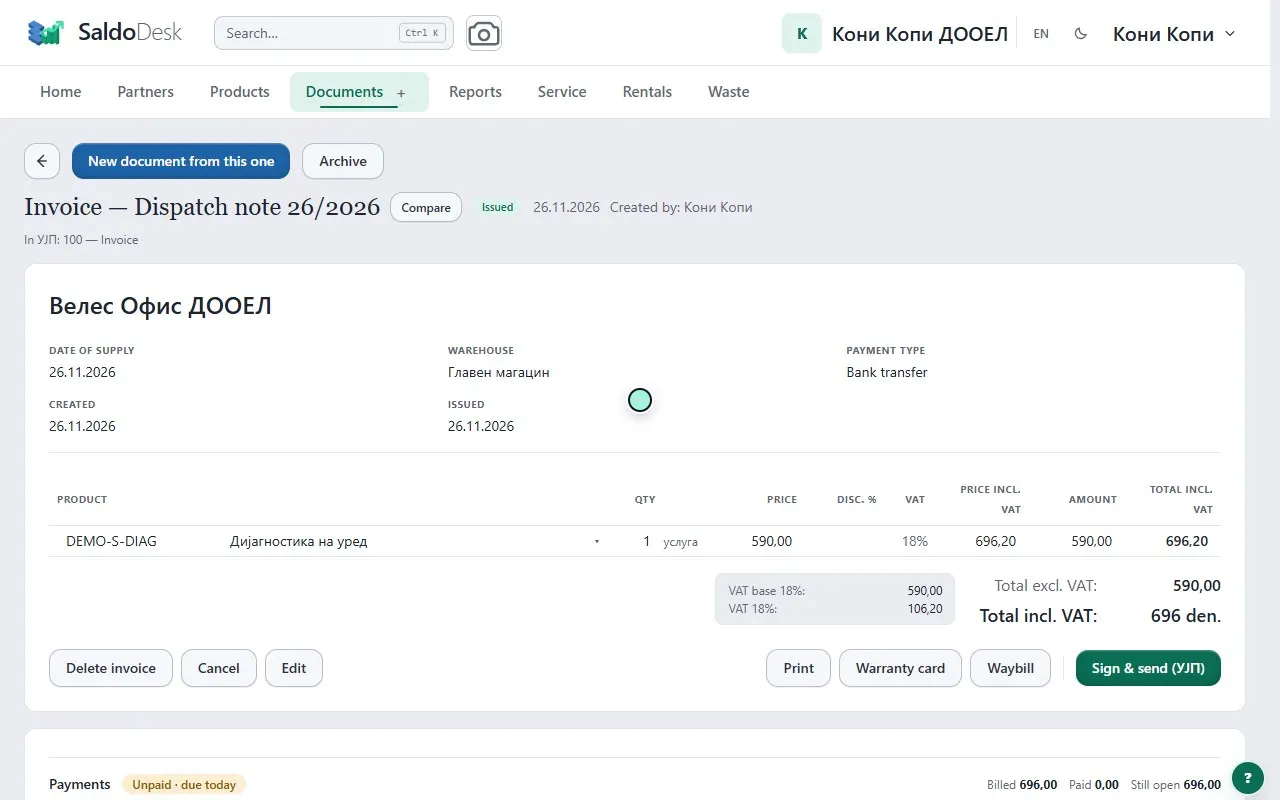 SaldoDesk
Search... Ctrl K
K Кони Копи ДООЕЛ EN Кони Копи
Home Partners Products Documents + Reports Service Rentals Waste
New document from this one Archive
Invoice — Dispatch note 26/2026 Compare Issued 26.11.2026 Created by: Кони Копи
In УЈП: 100 — Invoice
Велес Офис ДООЕЛ
DATE OF SUPPLY WAREHOUSE PAYMENT TYPE
26.11.2026 Главен магацин Bank transfer
CREATED ISSUED
26.11.2026 26.11.2026
PRODUCT QTY PRICE DISC. % VAT PRICE INCL. VAT AMOUNT TOTAL INCL. VAT
DEMO-S-DIAG Дијагностика на уред 1 услуга 590,00 18% 696,20 590,00 696,20
VAT base 18%: 590,00 Total excl. VAT: 590,00
VAT 18%: 106,20 Total incl. VAT: 696 den.
Delete invoice Cancel Edit Print Warranty card Waybill Sign & send (УЈП)
Payments Unpaid · due today Billed 696,00 Paid 0,00 Still open 696,00
?